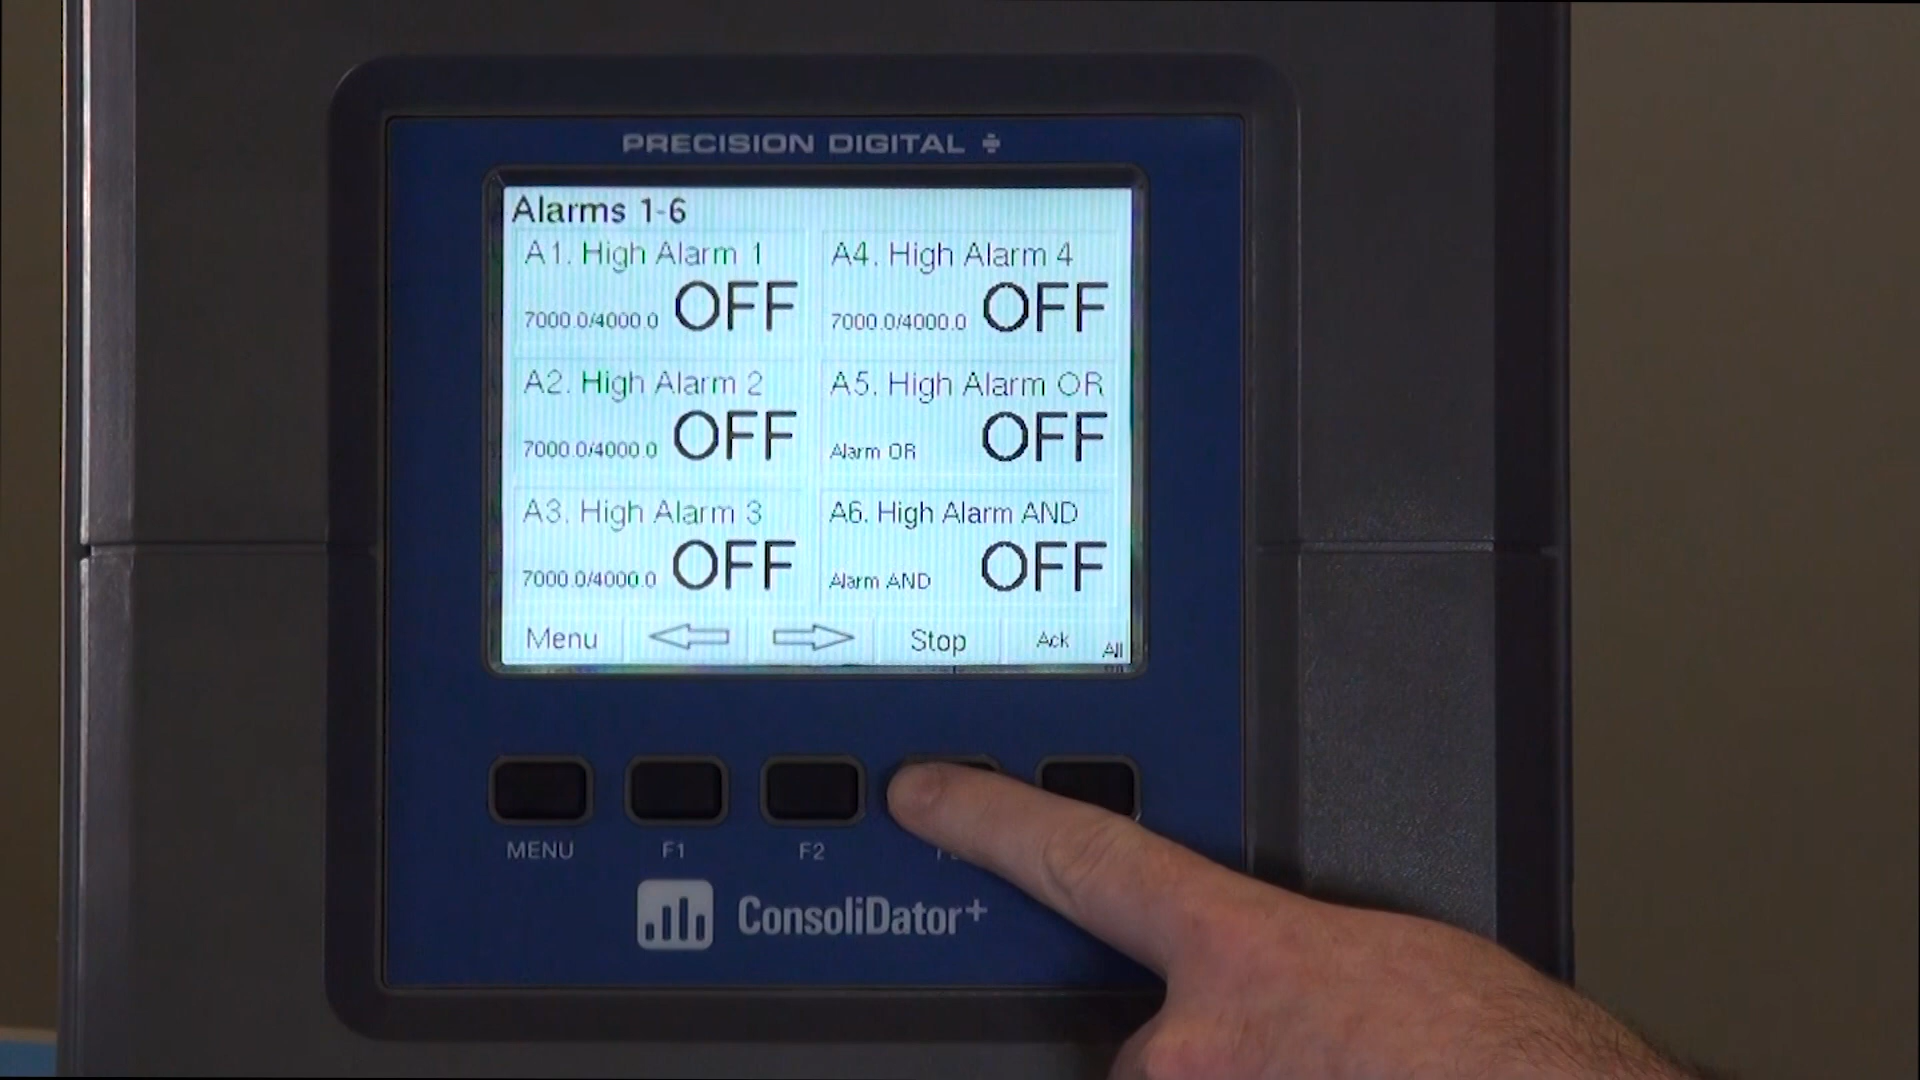 PRECISION DIGITAL
Alarms 1-6
A1. High Alarm 1
7000.0/4000.0 OFF
A2. High Alarm 2
7000.0/4000.0 OFF
A3. High Alarm 3
7000.0/4000.0 OFF
A4. High Alarm 4
7000.0/4000.0 OFF
A5. High Alarm OR
Alarm OR OFF
A6. High Alarm AND
Alarm AND OFF
Menu Stop Ack All
MENU F1 F2
ConsoliDator+